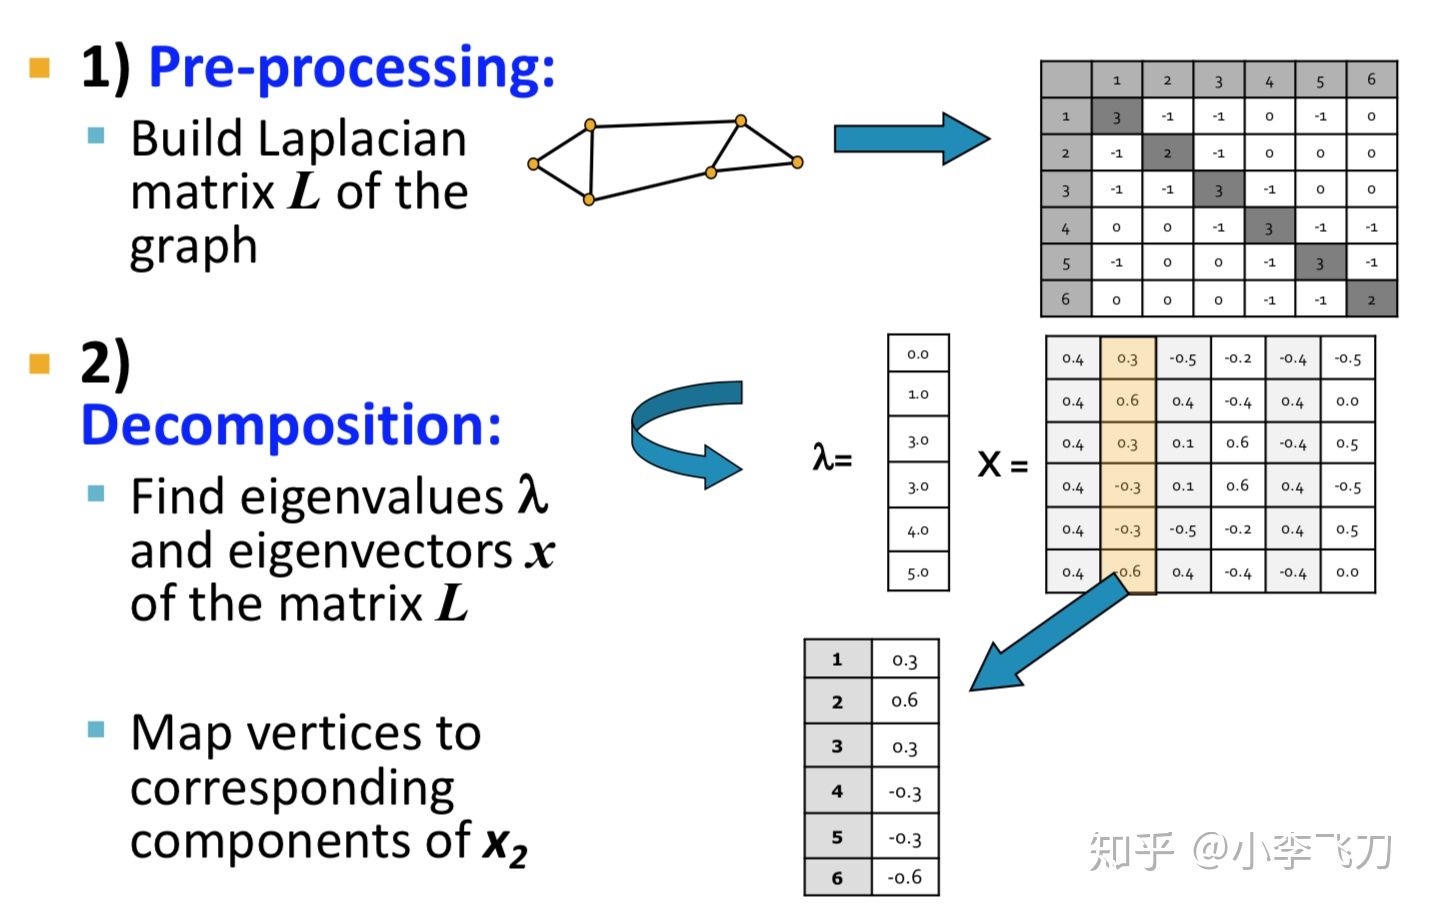 1) Pre-processing:
Build Laplacian
matrix L of the
graph
1 2 3 4 5 6
1 3 -1 -1 0 -1 0
2 -1 2 -1 0 0 0
3 -1 -1 3 -1 0 0
4 0 0 -1 3 -1 -1
5 -1 0 0 -1 3 -1
6 0 0 0 -1 -1 2
2)
Decomposition:
Find eigenvalues λ
and eigenvectors x
of the matrix L
λ=
0.0
1.0
3.0
3.0
4.0
5.0
X =
0.4 0.3 -0.5 -0.2 -0.4 -0.5
0.4 0.6 0.4 -0.4 0.4 0.0
0.4 0.3 0.1 0.6 -0.4 0.5
0.4 -0.3 0.1 0.6 0.4 -0.5
0.4 -0.3 -0.5 -0.2 0.4 0.5
0.4 -0.6 0.4 -0.4 -0.4 0.0
Map vertices to
corresponding
components of x2
1 0.3
2 0.6
3 0.3
4 -0.3
5 -0.3
6 -0.6
知乎 @小李飞刀